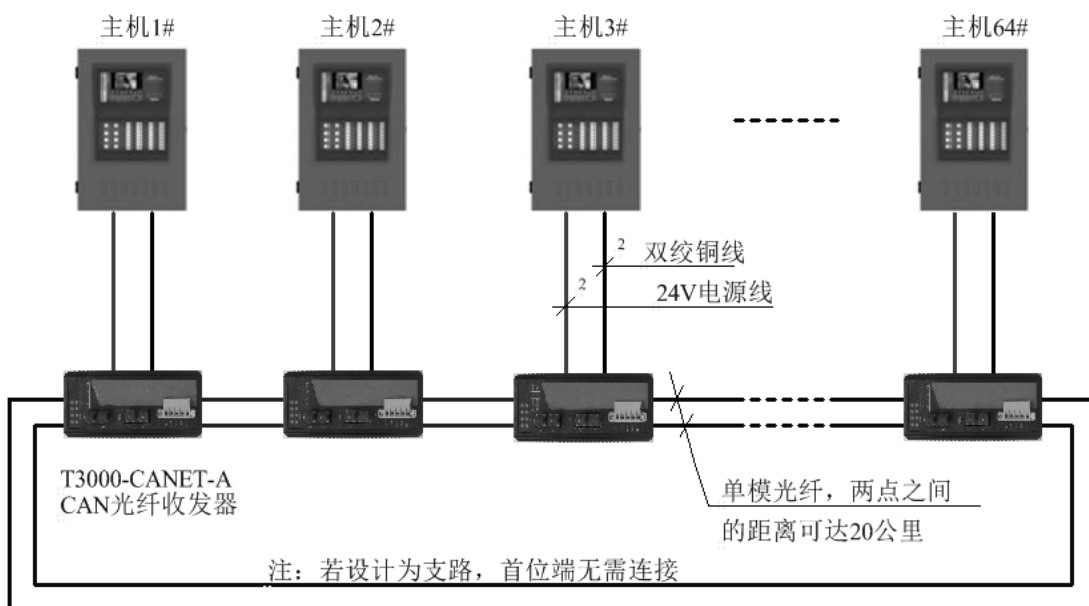 主机1#
主机2#
主机3#
主机64#
2
双绞铜线
2
24V电源线
T3000-CANET-A
CAN光纤收发器
单模光纤，两点之间
的距离可达20公里
注：若设计为支路，首位端无需连接